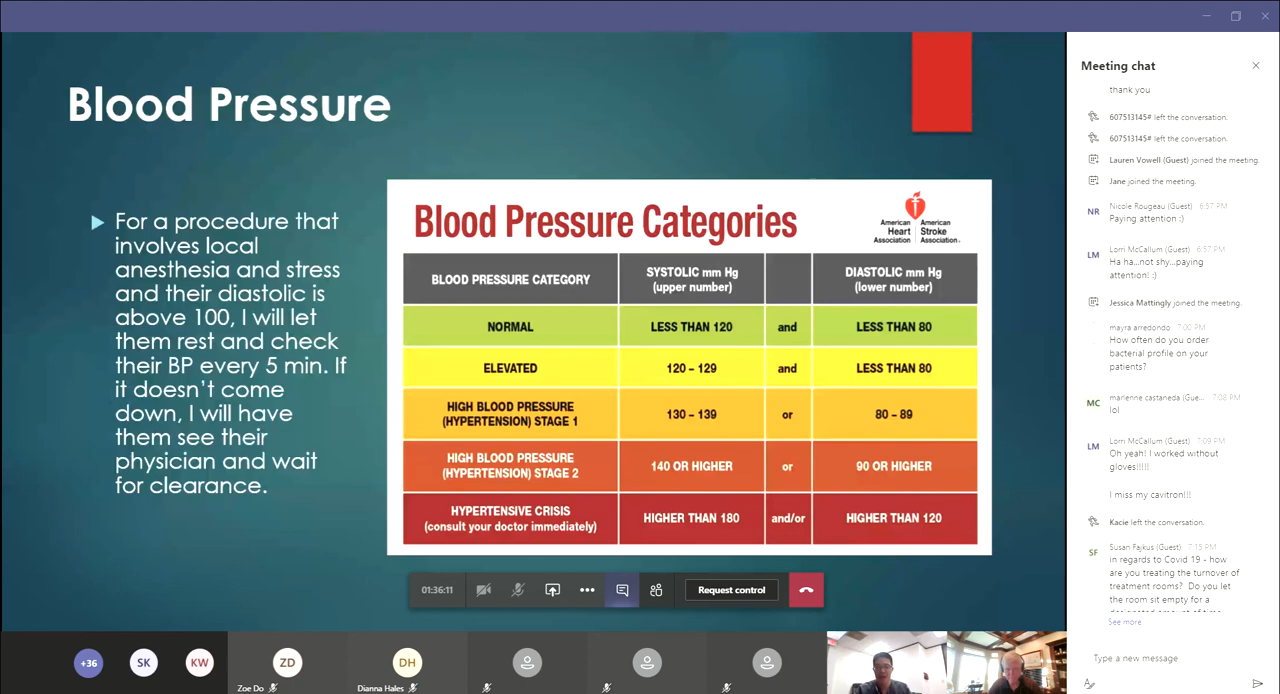 Blood Pressure
For a procedure that
involves local
anesthesia and stress
and their diastolic is
above 100, I will let
them rest and check
their BP every 5 min. If
it doesn't come
down, I will have
them see their
physician and wait
for clearance.
Blood Pressure Categories
American
Heart
Association
American
Stroke
Association
BLOOD PRESSURE CATEGORY
SYSTOLIC mm Hg
(upper number)
DIASTOLIC mm Hg
(lower number)
NORMAL
LESS THAN 120
and
LESS THAN 80
ELEVATED
120 – 129
and
LESS THAN 80
HIGH BLOOD PRESSURE
(HYPERTENSION) STAGE 1
130 – 139
or
80 – 89
HIGH BLOOD PRESSURE
(HYPERTENSION) STAGE 2
140 OR HIGHER
or
90 OR HIGHER
HYPERTENSIVE CRISIS
(consult your doctor immediately)
HIGHER THAN 180
and/or
HIGHER THAN 120
01:36:11
Request control
+36
SK
KW
ZD
Zoe Do
DH
Dianna Hales
Meeting chat
thank you
607513145# left the conversation.
607513145# left the conversation.
Lauren Vowell (Guest) joined the meeting.
Jane joined the meeting.
NR
Nicole Rougeau (Guest) 6:57 PM
Paying attention :)
LM
Lorri McCallum (Guest) 6:57 PM
Ha ha...not shy...paying
attention! :)
Jessica Mattingly joined the meeting.
mayra arredondo 7:00 PM
How often do you order
bacterial profile on your
patients?
MC
marlenne castaneda (Gue... 7:08 PM
lol
LM
Lorri McCallum (Guest) 7:09 PM
Oh yeah! I worked without
gloves!!!!!
I miss my cavitron!!!
Kacie left the conversation.
SF
Susan Fajkus (Guest) 7:15 PM
in regards to Covid 19 - how
are you treating the turnover of
treatment rooms? Do you let
the room sit empty for a
designated amount of time
See more
Type a new message